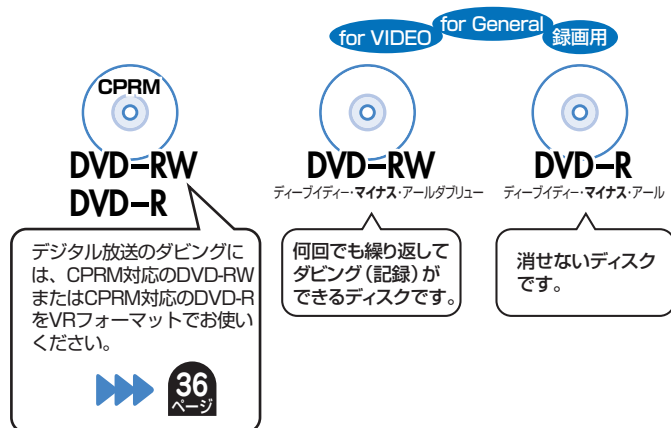 for VIDEO
for General
録画用
CPRM
DVD-RW
DVD-R
デジタル放送のダビングに
は、CPRM対応のDVD-RW
またはCPRM対応のDVD-R
をVRフォーマットでお使い
ください。
36
ページ
DVD-RW
ディーブイディー・マイナス・アールダブリュー
何回でも繰り返して
ダビング（記録）が
できるディスクです。
DVD-R
ディーブイディー・マイナス・アール
消せないディスク
です。